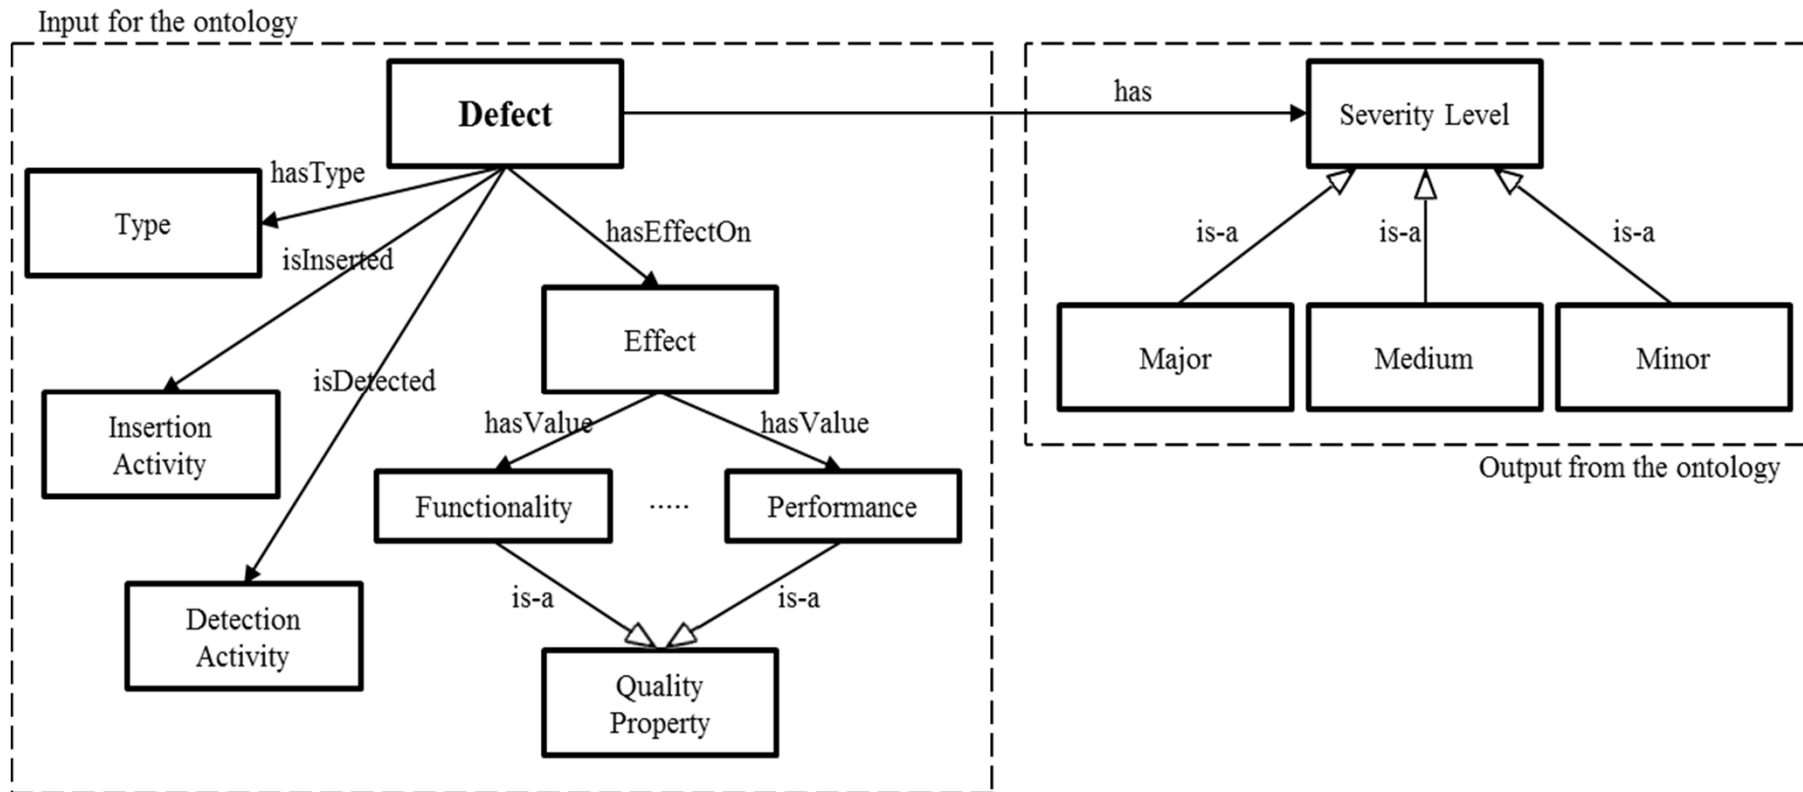 Input for the ontology
Defect
has
Severity Level
hasType
Type
isInserted
hasEffectOn
is-a
is-a
is-a
Effect
Major
Medium
Minor
isDetected
Insertion
Activity
hasValue
hasValue
Output from the ontology
Functionality
.....
Performance
is-a
is-a
Detection
Activity
Quality
Property